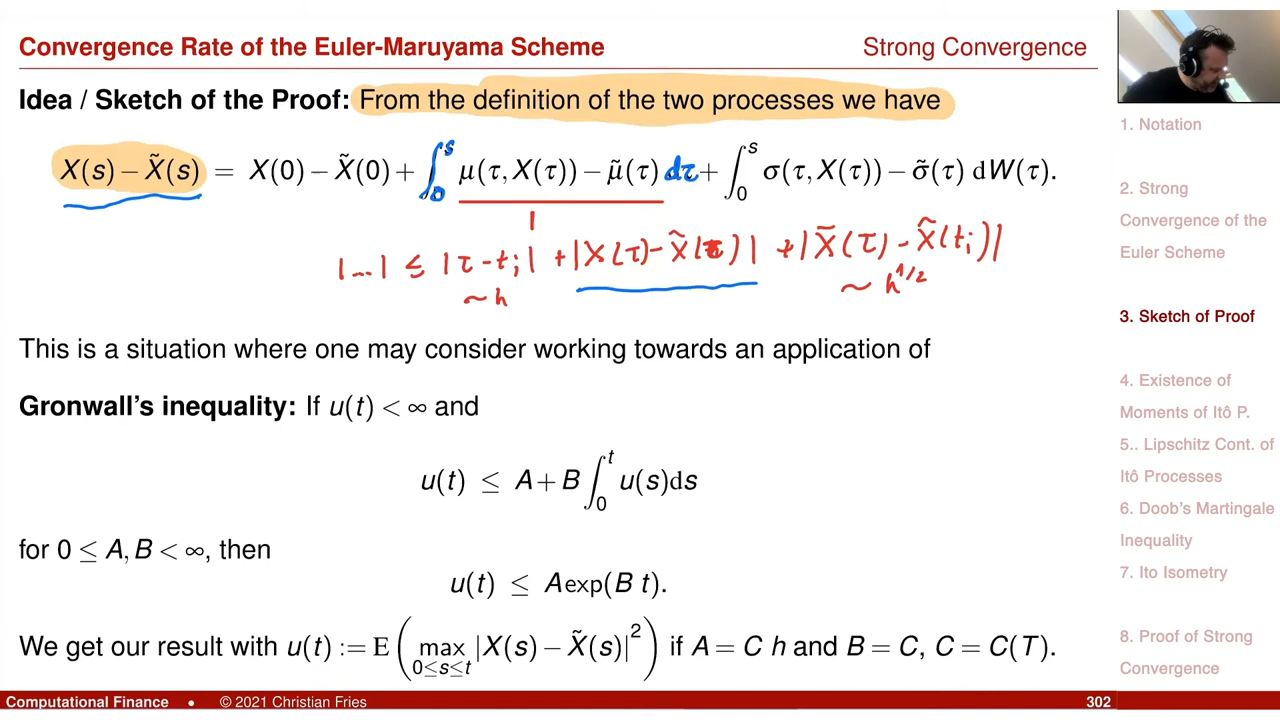 Convergence Rate of the Euler-Maruyama Scheme
Strong Convergence
Idea / Sketch of the Proof: From the definition of the two processes we have
X(s) − X̃(s) = X(0) − X̃(0) + ∫₀ˢ μ(τ, X(τ)) − μ̃(τ) dτ + ∫₀ˢ σ(τ, X(τ)) − σ̃(τ) dW(τ).
|...| ≤ |τ − tᵢ| + |X(τ) − X̃(τ)| + |X̃(τ) − X̃(tᵢ)|
~ h
~ h^1/2
This is a situation where one may consider working towards an application of
Gronwall's inequality: If u(t) < ∞ and
u(t) ≤ A + B ∫₀ᵗ u(s)ds
for 0 ≤ A, B < ∞, then
u(t) ≤ A exp(B t).
We get our result with u(t) := E( max 0≤s≤t |X(s) − X̃(s)|² ) if A = C h and B = C, C = C(T).
Computational Finance • © 2021 Christian Fries
302
1. Notation
2. Strong
Convergence of the
Euler Scheme
3. Sketch of Proof
4. Existence of
Moments of Itô P.
5.. Lipschitz Cont. of
Itô Processes
6. Doob's Martingale
Inequality
7. Ito Isometry
8. Proof of Strong
Convergence